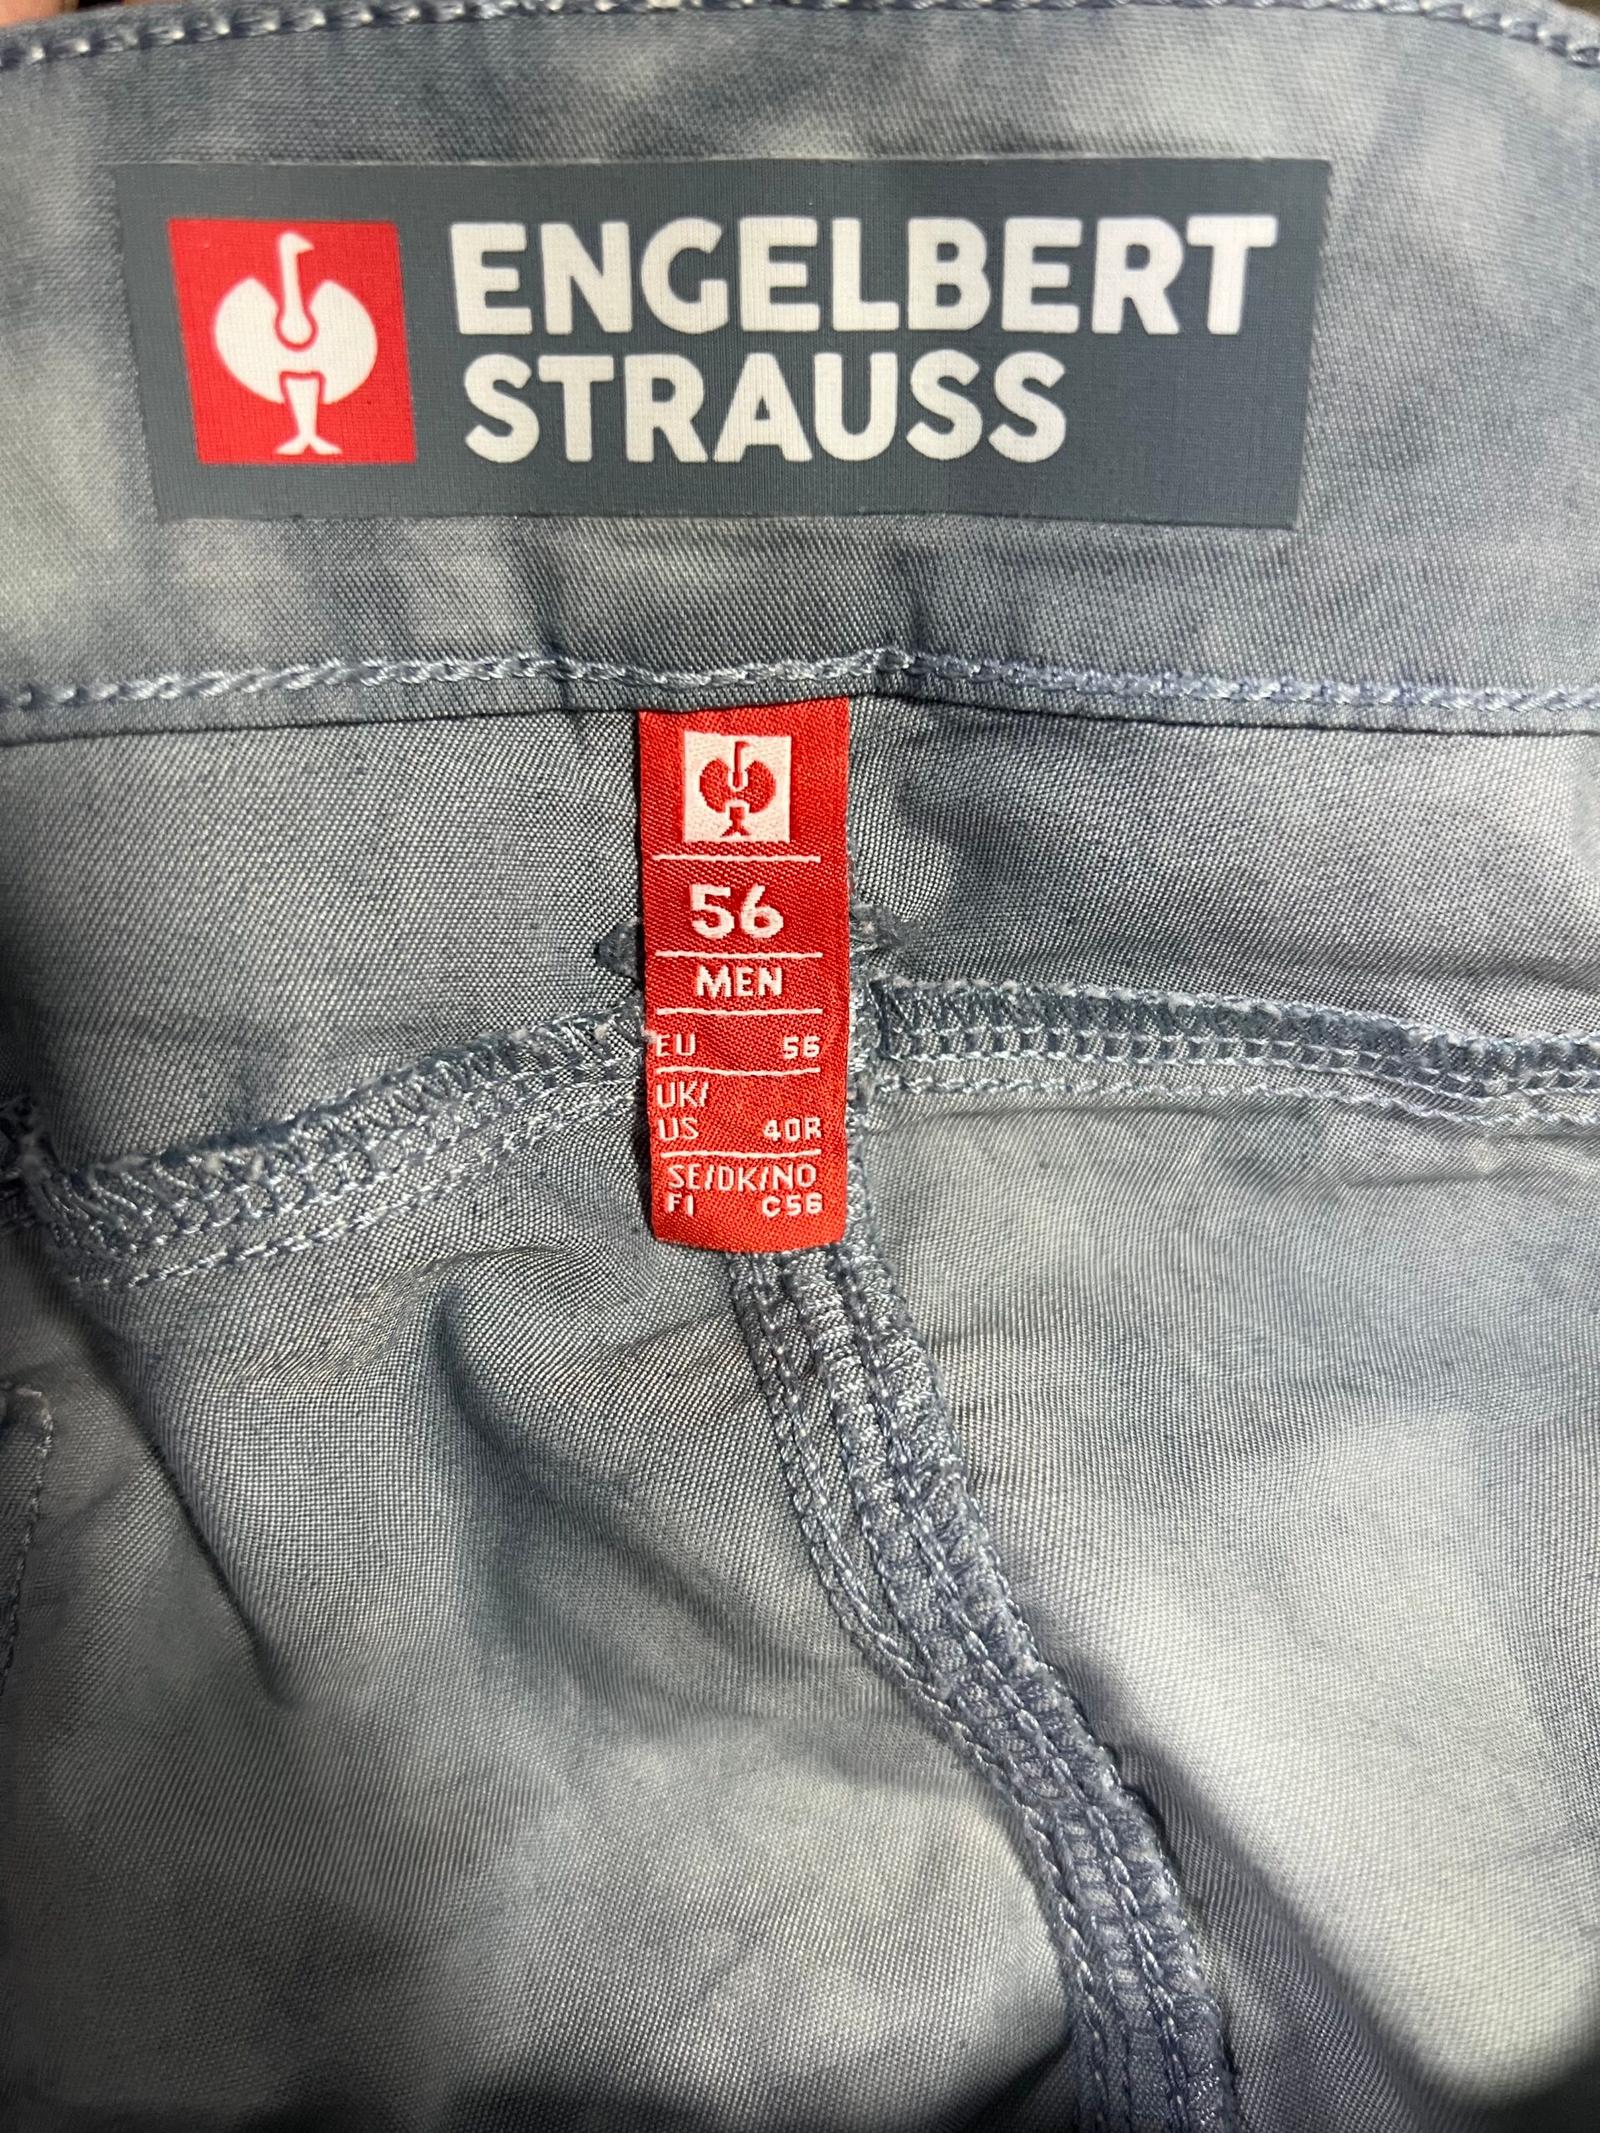 ENGELBERT
STRAUSS
56
MEN
EU 56
UK/
US 40R
SE/DK/NO
FI C56